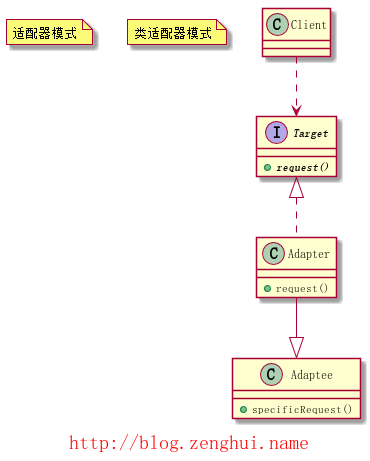 适配器模式
类适配器模式
C Client
I Target
request()
C Adapter
request()
C Adaptee
specificRequest()
http://blog.zenghui.name